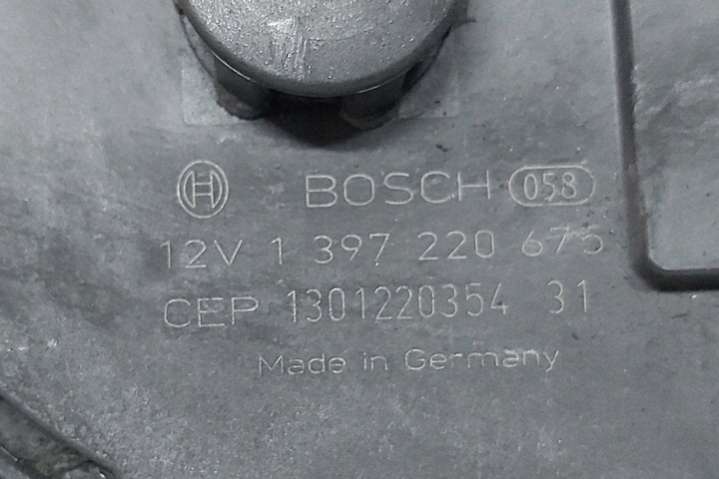 BOSCH 058
12V 1 397 220 675
CEP 1301220354 31
Made in Germany